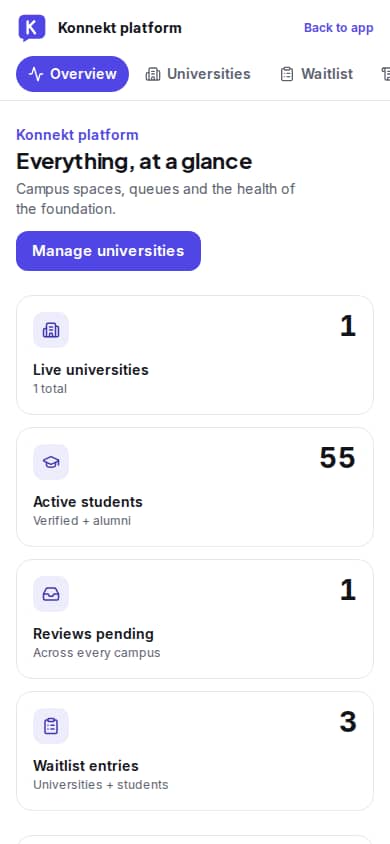 K
Konnekt platform
Back to app
Overview
Universities
Waitlist
Konnekt platform
Everything, at a glance
Campus spaces, queues and the health of
the foundation.
Manage universities
1
Live universities
1 total
55
Active students
Verified + alumni
1
Reviews pending
Across every campus
3
Waitlist entries
Universities + students